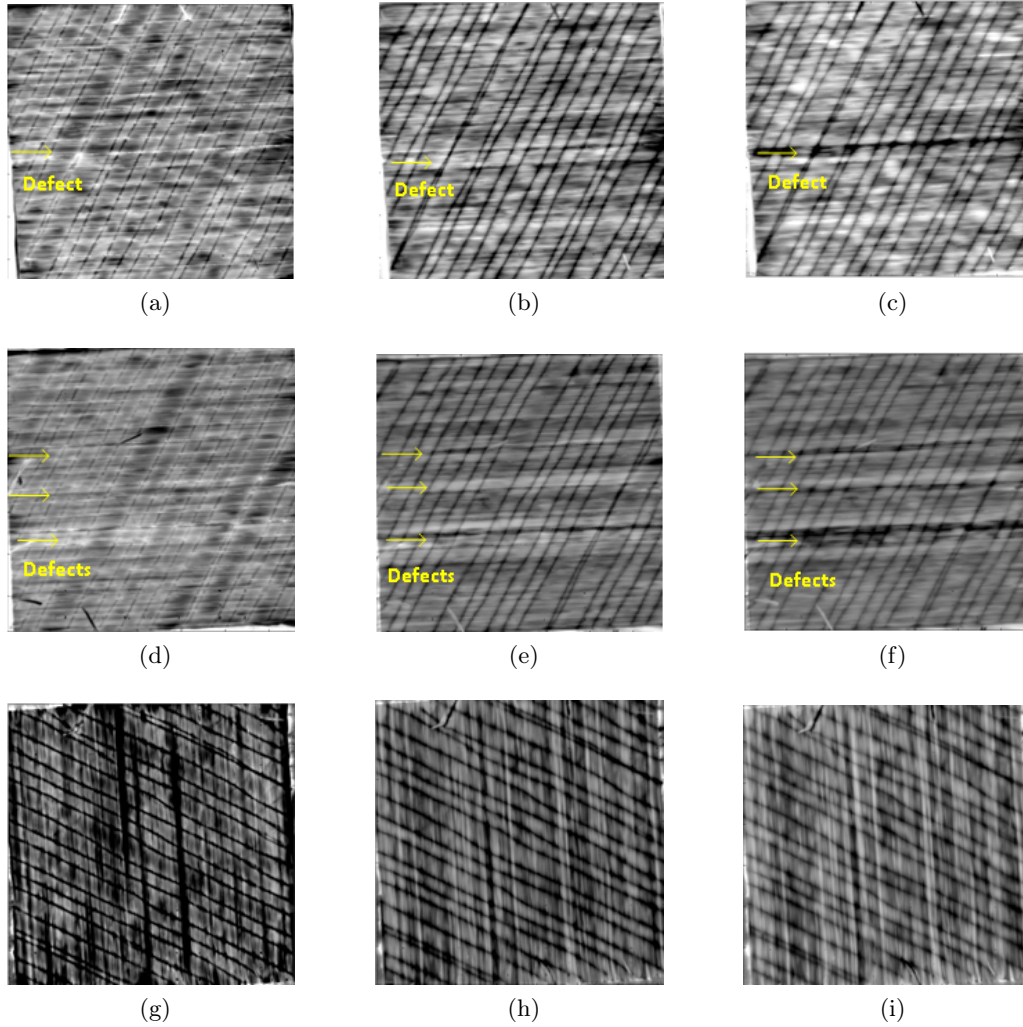 Defect
Defect
Defect
(a)
(b)
(c)
Defects
Defects
Defects
(d)
(e)
(f)
(g)
(h)
(i)